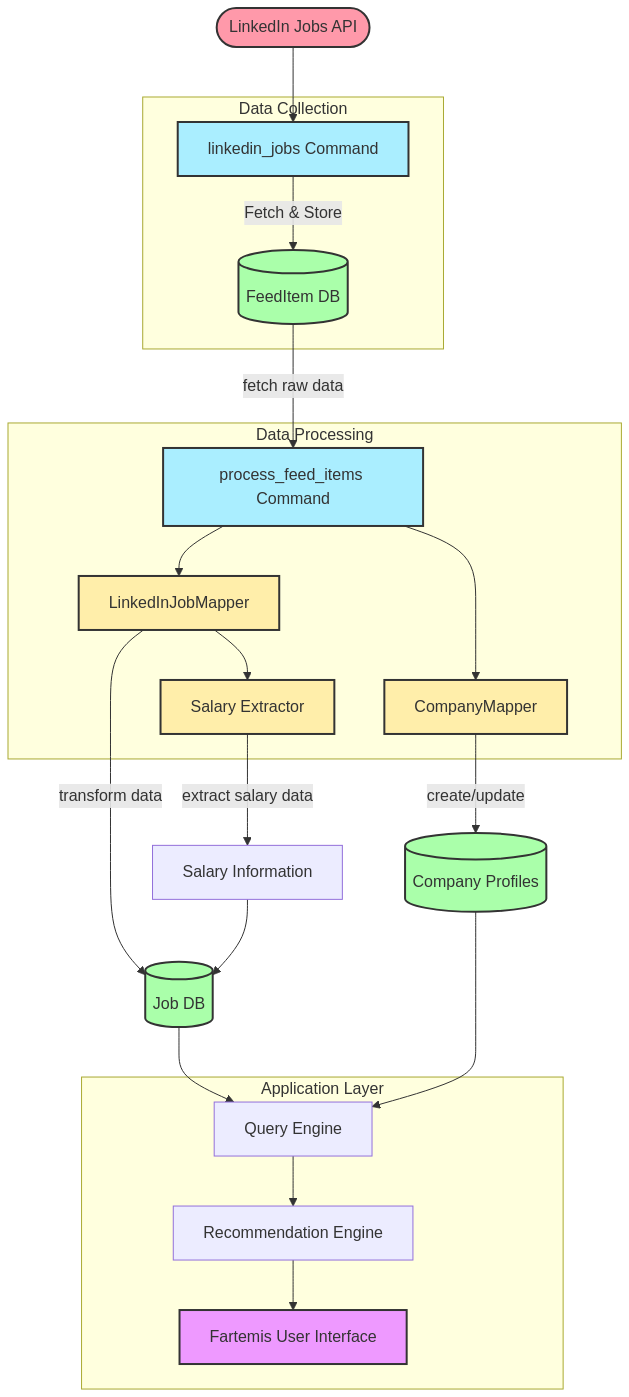 LinkedIn Jobs API
Data Collection
linkedin_jobs Command
Fetch & Store
FeedItem DB
fetch raw data
Data Processing
process_feed_items
Command
LinkedInJobMapper
Salary Extractor
CompanyMapper
transform data
extract salary data
create/update
Salary Information
Company Profiles
Job DB
Application Layer
Query Engine
Recommendation Engine
Fartemis User Interface